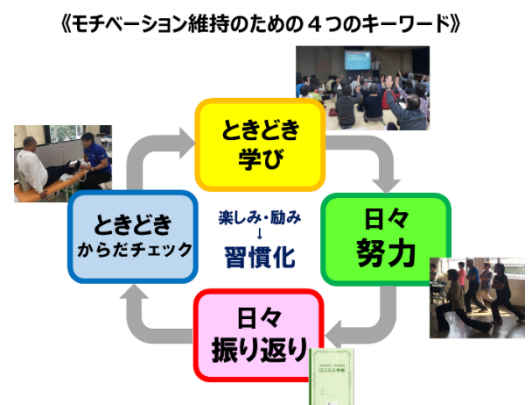 《モチベーション維持のための４つのキーワード》
ときどき
学び
日々
努力
日々
振り返り
ときどき
からだチェック
楽しみ・励み
↓
習慣化